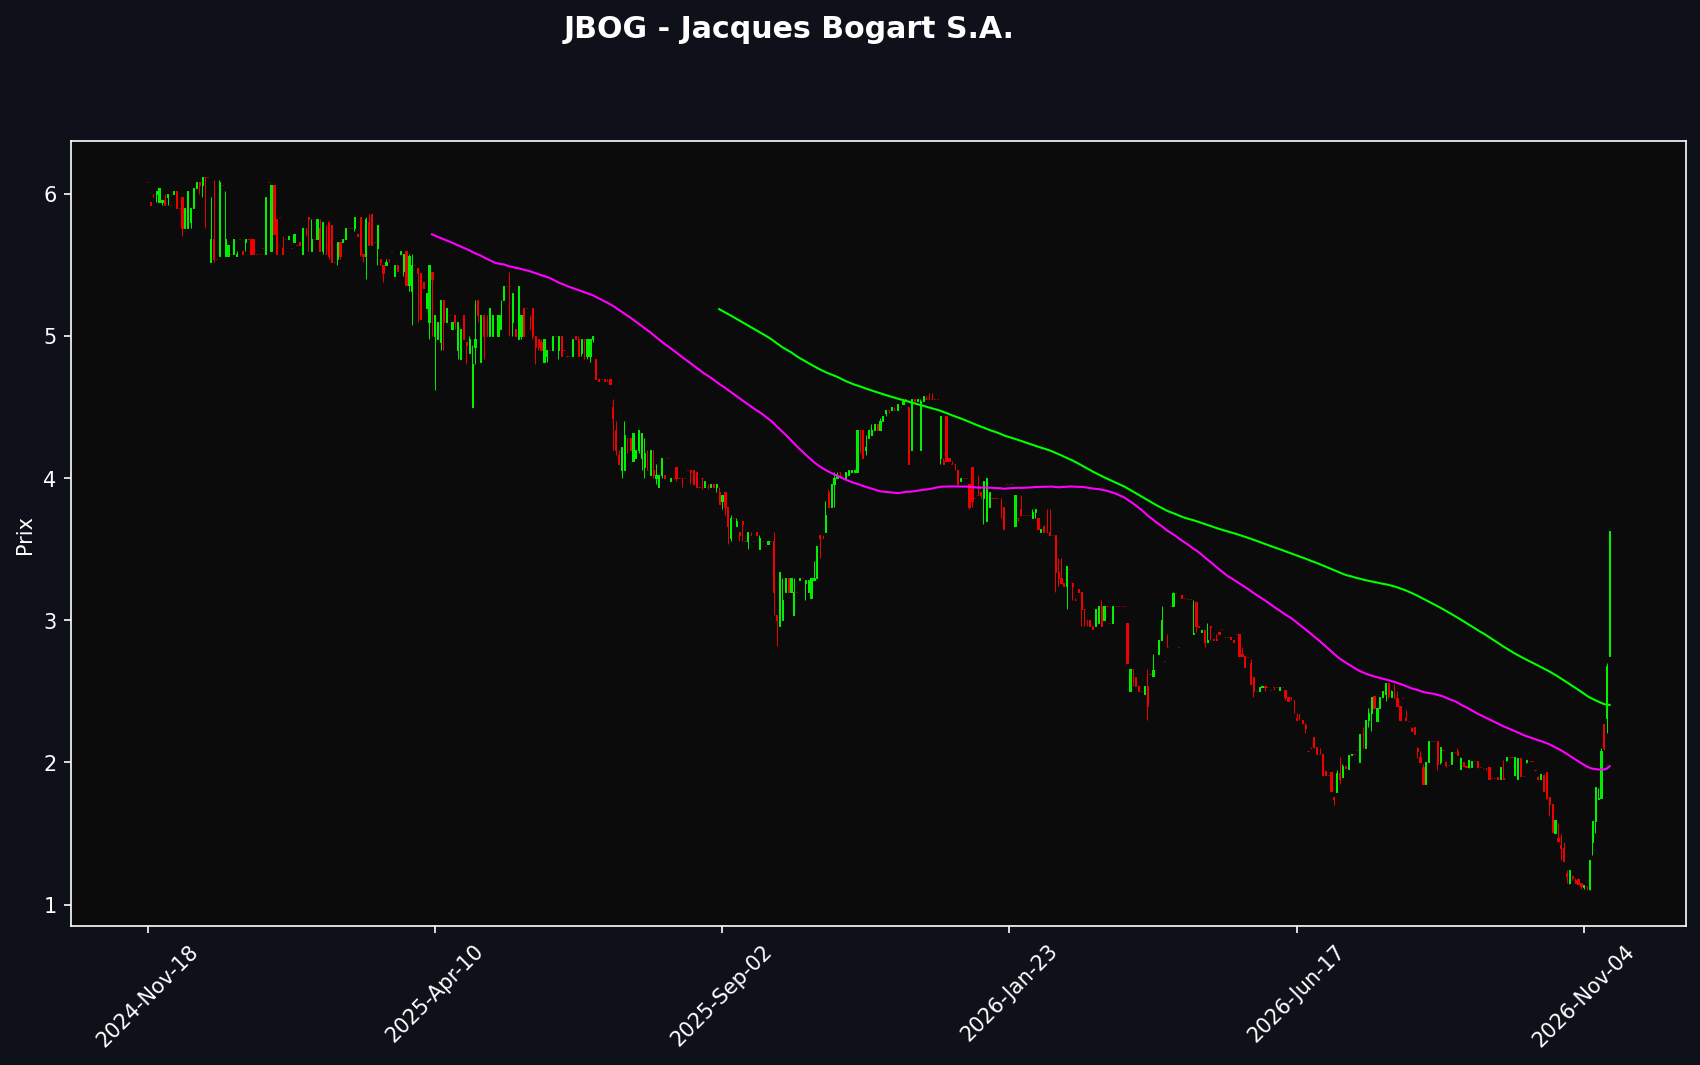 JBOG - Jacques Bogart S.A.
Prix
6
5
4
3
2
1
2024-Nov-18
2025-Apr-10
2025-Sep-02
2026-Jan-23
2026-Jun-17
2026-Nov-04